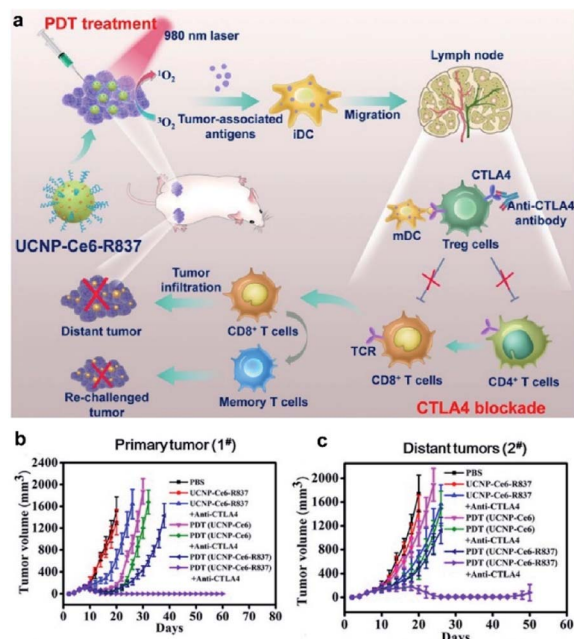 a
PDT treatment
980 nm laser
¹O₂
³O₂
Tumor-associated
antigens
iDC
Migration
Lymph node
UCNP-Ce6-R837
CTLA4
Anti-CTLA4
antibody
mDC
Treg cells
Tumor
infiltration
Distant tumor
CD8⁺ T cells
TCR
CD8⁺ T cells
CD4⁺ T cells
Re-challenged
tumor
Memory T cells
CTLA4 blockade
b
Primary tumor (1#)
Tumor volume (mm³)
2400
2000
1600
1200
800
400
0
PBS
UCNP-Ce6-R837
UCNP-Ce6-R837
+Anti-CTLA4
PDT (UCNP-Ce6)
PDT (UCNP-Ce6)
+Anti-CTLA4
PDT (UCNP-Ce6-R837)
PDT (UCNP-Ce6-R837)
+Anti-CTLA4
0 10 20 30 40 50 60
Days
c
Distant tumors (2#)
Tumor volume (mm³)
2400
2000
1600
1200
800
400
0
PBS
UCNP-Ce6-R837
UCNP-Ce6-R837
+Anti-CTLA4
PDT (UCNP-Ce6)
PDT (UCNP-Ce6)
+Anti-CTLA4
PDT (UCNP-Ce6-R837)
PDT (UCNP-Ce6-R837)
+Anti-CTLA4
0 10 20 30 40 50 60
Days